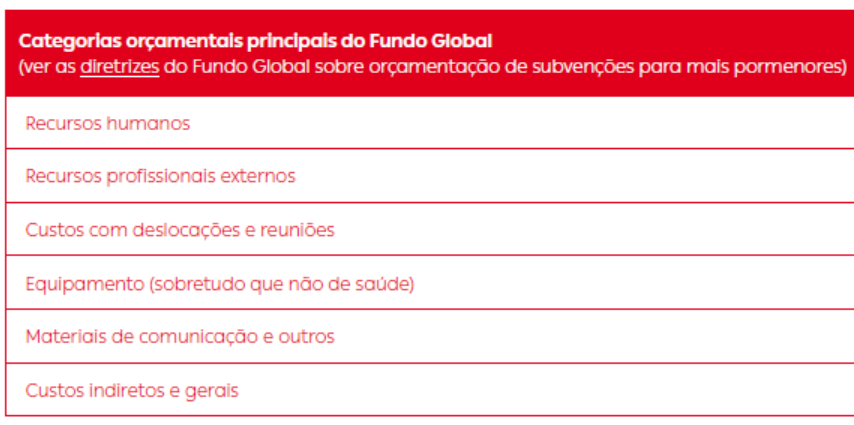 Categorias orçamentais principais do Fundo Global
(ver as diretrizes do Fundo Global sobre orçamentação de subvenções para mais pormenores)
Recursos humanos
Recursos profissionais externos
Custos com deslocações e reuniões
Equipamento (sobretudo que não de saúde)
Materiais de comunicação e outros
Custos indiretos e gerais